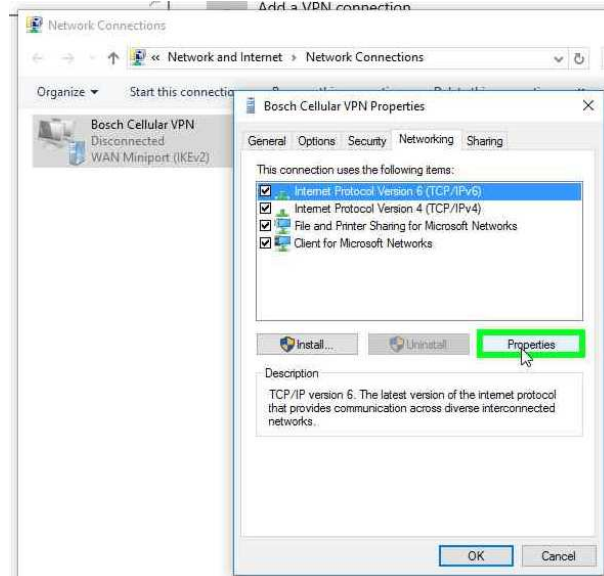 Add a VPN connection
Network Connections
« Network and Internet › Network Connections
Organize
Start this connection
Bosch Cellular VPN
Disconnected
WAN Miniport (IKEv2)
Bosch Cellular VPN Properties
General Options Security Networking Sharing
This connection uses the following items:
Internet Protocol Version 6 (TCP/IPv6)
Internet Protocol Version 4 (TCP/IPv4)
File and Printer Sharing for Microsoft Networks
Client for Microsoft Networks
Install... Uninstall Properties
Description
TCP/IP version 6. The latest version of the internet protocol
that provides communication across diverse interconnected
networks.
OK Cancel